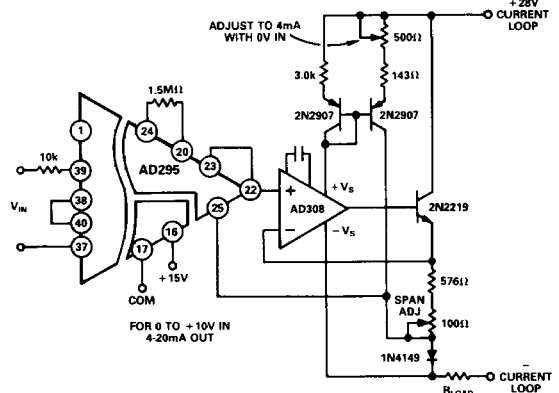 +28V
CURRENT
LOOP
ADJUST TO 4mA
WITH 0V IN
500Ω
3.0k
143Ω
1.5MΩ
2N2907
2N2907
24
1
20
23
AD295
10k
39
22
+
+ VS
AD308
2N2219
VIN
38
25
− VS
40
16
−
37
17
+15V
576Ω
COM
SPAN
ADJ
100Ω
FOR 0 TO +10V IN
4-20mA OUT
1N4149
−
CURRENT
LOOP
RLOAD